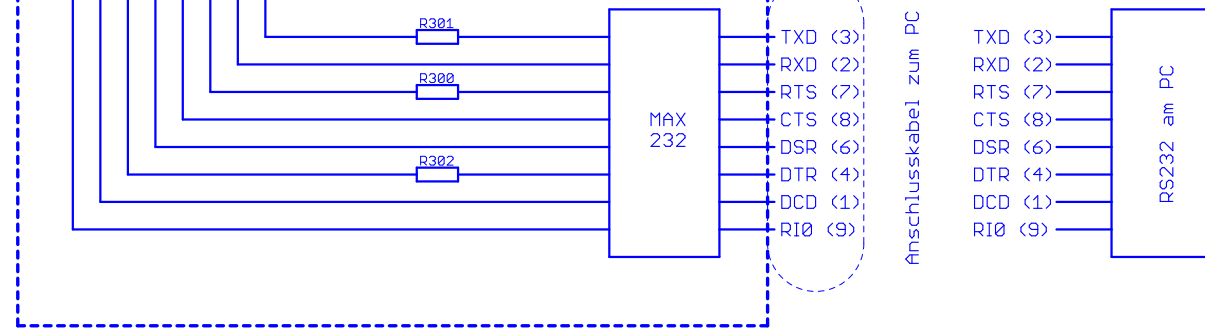 R301
R300
R302
MAX
232
TXD (3)
RXD (2)
RTS (7)
CTS (8)
DSR (6)
DTR (4)
DCD (1)
RI0 (9)
Anschlusskabel zum PC
TXD (3)
RXD (2)
RTS (7)
CTS (8)
DSR (6)
DTR (4)
DCD (1)
RI0 (9)
RS232 am PC